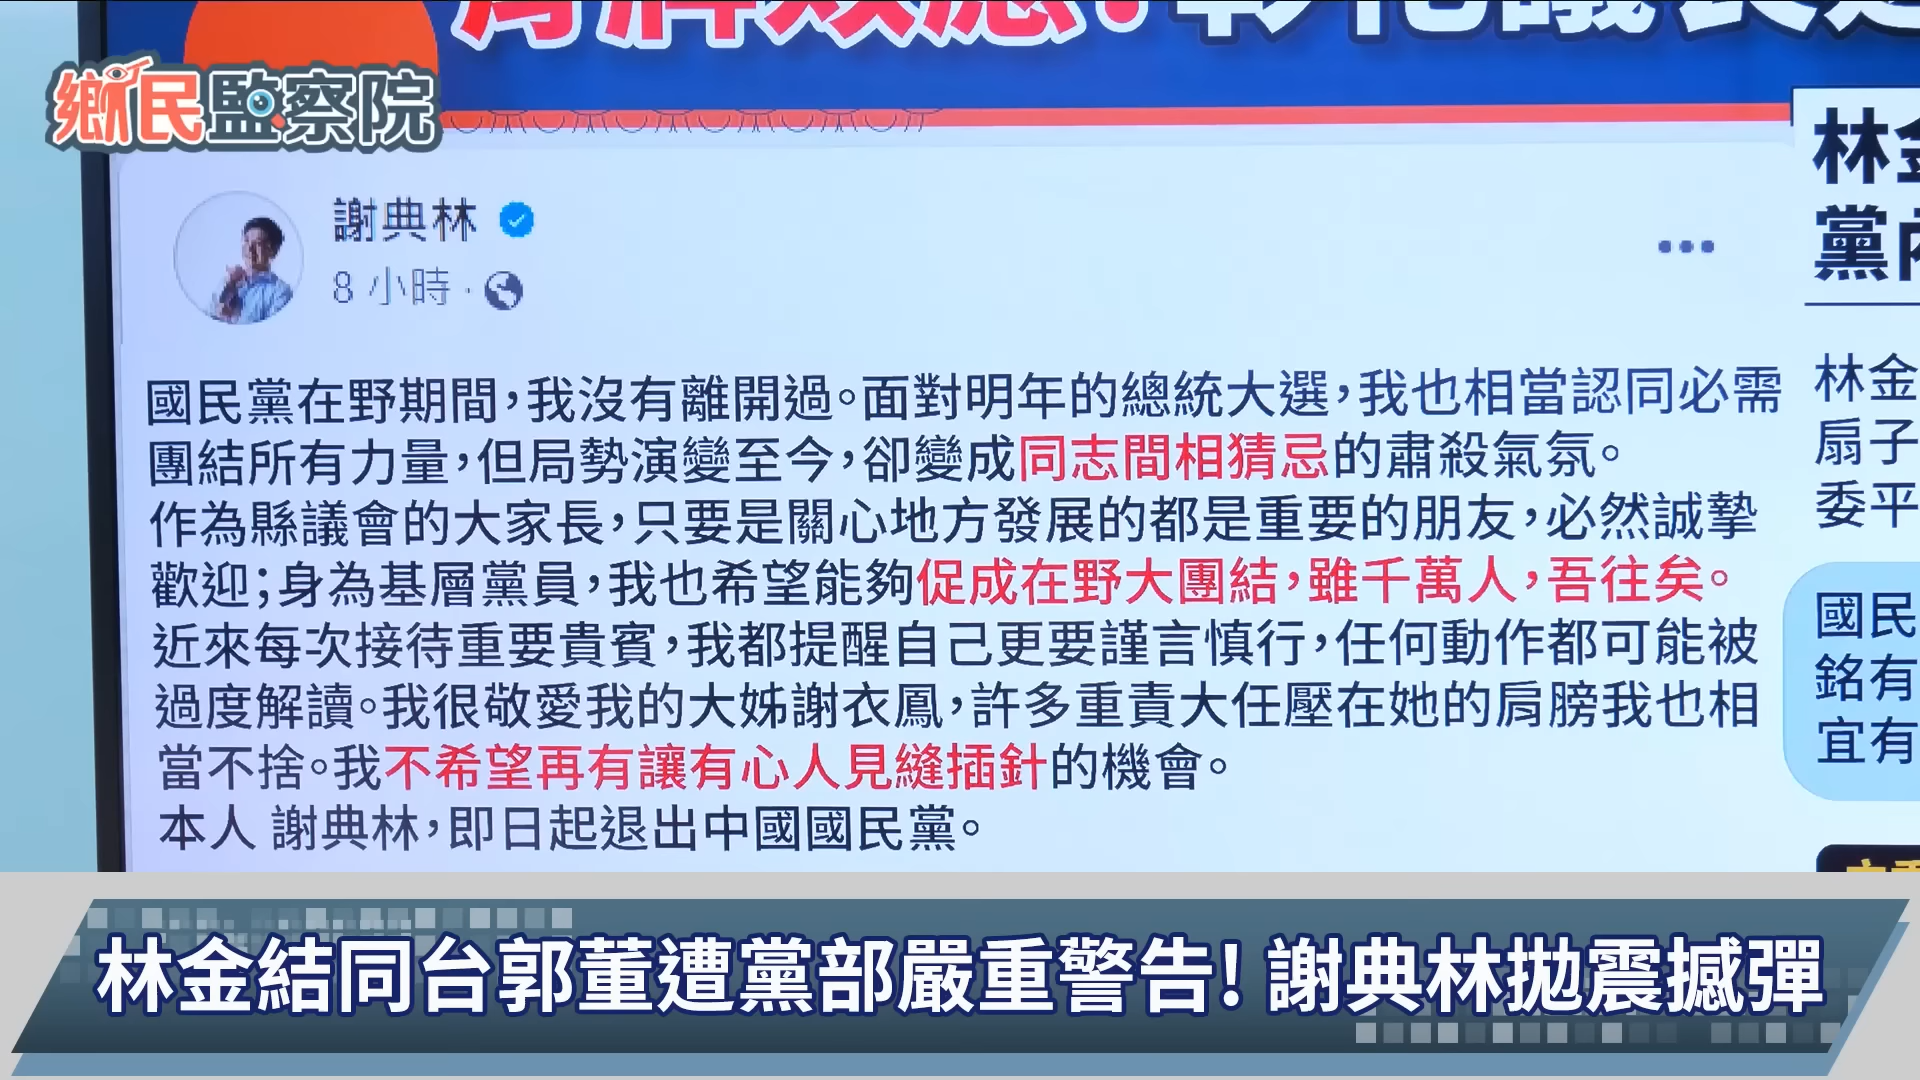 鄉民監察院
謝典林
8 小時
國民黨在野期間，我沒有離開過。面對明年的總統大選，我也相當認同必需
團結所有力量，但局勢演變至今，卻變成同志間相猜忌的肅殺氣氛。
作為縣議會的大家長，只要是關心地方發展的都是重要的朋友，必然誠摯
歡迎；身為基層黨員，我也希望能夠促成在野大團結，雖千萬人，吾往矣。
近來每次接待重要貴賓，我都提醒自己更要謹言慎行，任何動作都可能被
過度解讀。我很敬愛我的大姊謝衣鳳，許多重責大任壓在她的肩膀我也相
當不捨。我不希望再有讓有心人見縫插針的機會。
本人 謝典林，即日起退出中國國民黨。
林金
黨內
林金
扇子
委平
國民
銘有
宜有
林金結同台郭董遭黨部嚴重警告！謝典林拋震撼彈